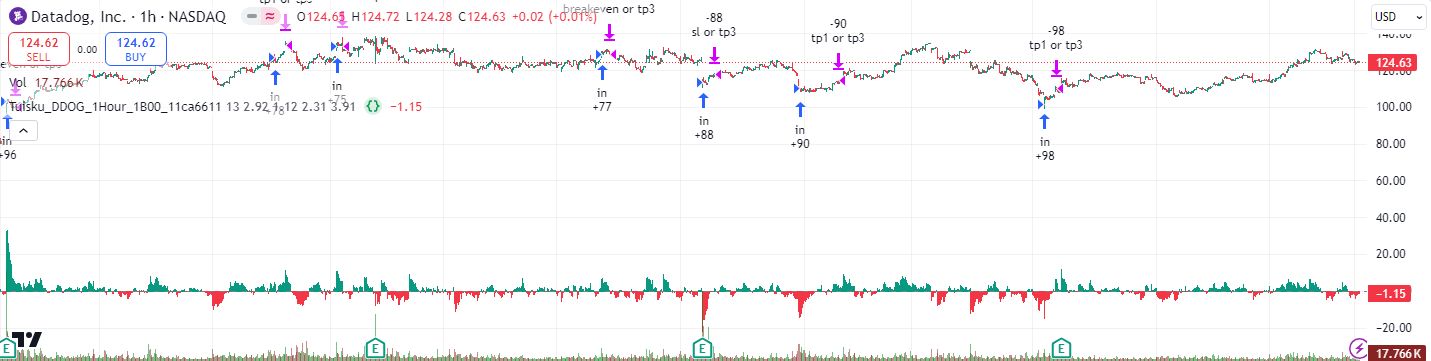 Datadog, Inc. · 1h · NASDAQ
O124.65 H124.72 L124.28 C124.63 +0.02 (+0.01%)
USD
124.62
SELL
0.00
124.62
BUY
Vol 17.766K
Tuisku_DDOG_1Hour_1B00_11ca6611 13 2.92 1.12 2.31 3.91 −1.15
tp1 or tp3
breakeven or tp3
-88
sl or tp3
-90
tp1 or tp3
-98
tp1 or tp3
in
+96
in
+78
in
+75
in
+77
in
+88
in
+90
in
+98
140.00
124.63
120.00
100.00
80.00
60.00
40.00
20.00
−1.15
−20.00
17.766K
E
E
E
E